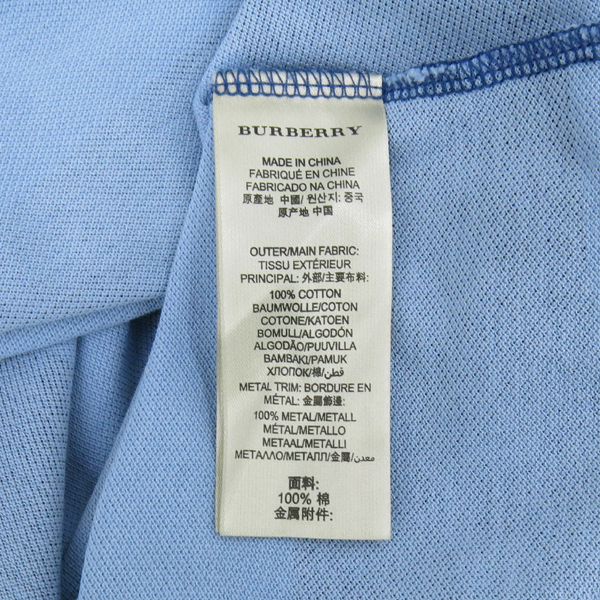 BURBERRY
MADE IN CHINA
FABRIQUÉ EN CHINE
FABRICADO NA CHINA
原產地 中國/ 원산지: 중국
原产地 中国
OUTER/MAIN FABRIC:
TISSU EXTÉRIEUR
PRINCIPAL: 外部/主要布料:
100% COTTON
BAUMWOLLE/COTON
COTONE/KATOEN
BOMULL/ALGODÓN
ALGODÃO/PUUVILLA
BAMBAKI/PAMUK
ХЛОПОК/棉/قطن
METAL TRIM: BORDURE EN
MÉTAL: 金屬飾邊:
100% METAL/METALL
MÉTAL/METALLO
METAAL/METALLI
ΜΕΤΑΛΛΟ/МЕТАЛЛ/金屬/معدن
面料:
100% 棉
金属附件: